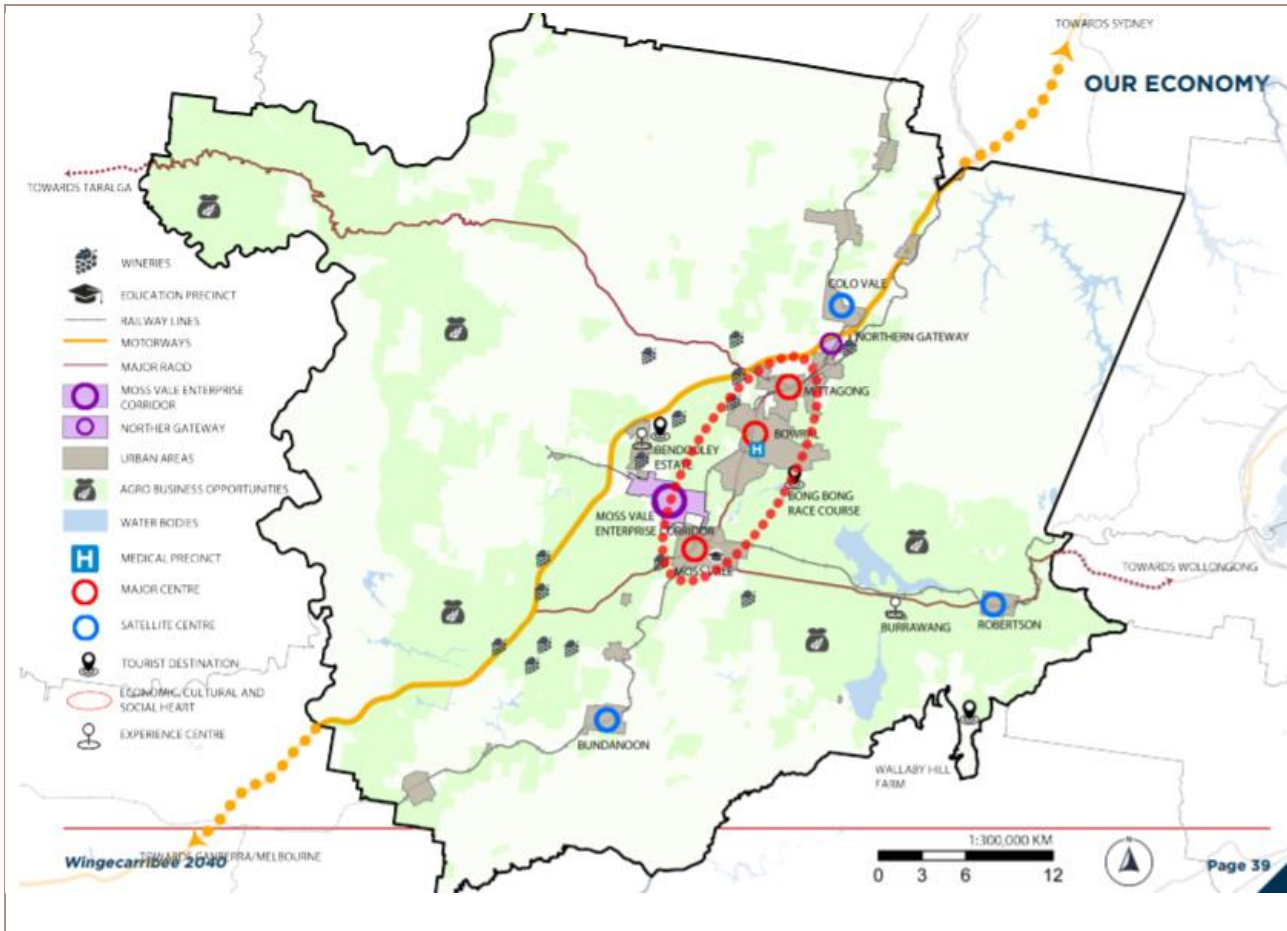 TOWARDS SYDNEY
OUR ECONOMY
TOWARDS TARALGA
WINERIES
EDUCATION PRECINCT
RAILWAY LINES
MOTORWAYS
MAJOR RAOD
MOSS VALE ENTERPRISE
CORRIDOR
NORTHER GATEWAY
URBAN AREAS
AGRO BUSINESS OPPORTUNITIES
WATER BODIES
H
MEDICAL PRECINCT
MAJOR CENTRE
SATELLITE CENTRE
TOURIST DESTINATION
ECONOMIC, CULTURAL AND
SOCIAL HEART
EXPERIENCE CENTRE
COLO VALE
NORTHERN GATEWAY
MITTAGONG
BOWRAL
H
BENDOOLEY
ESTATE
BONG BONG
RACE COURSE
MOSS VALE
ENTERPRISE CORRIDOR
MOSS VALE
TOWARDS WOLLONGONG
BURRAWANG
ROBERTSON
BUNDANOON
WALLABY HILL
FARM
TOWARDS CANBERRA/MELBOURNE
Wingecarribee 2040
1:300,000 KM
0 3 6 12
N
Page 39